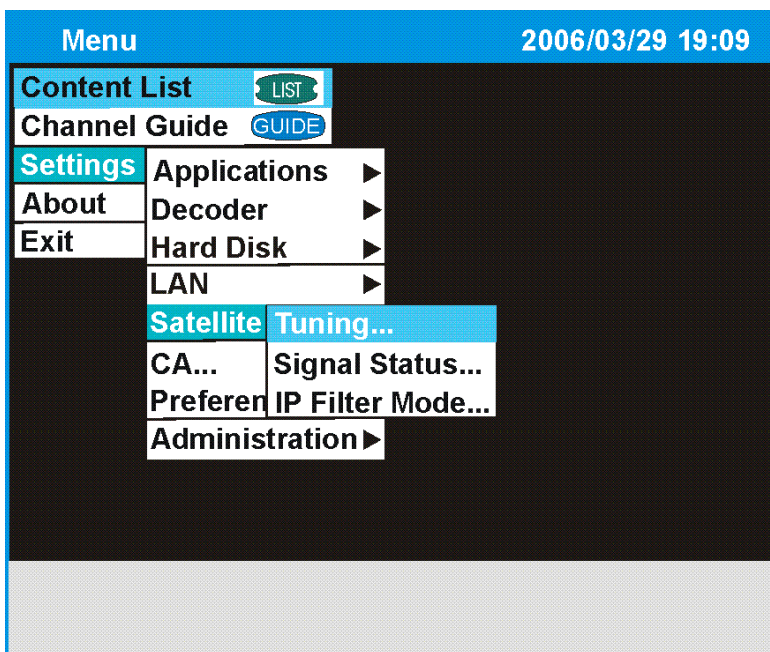 Menu 2006/03/29 19:09
Content List LIST
Channel Guide GUIDE
Settings
About
Exit
Applications
Decoder
Hard Disk
LAN
Satellite
CA...
Preferen
Administration
Tuning...
Signal Status...
IP Filter Mode...